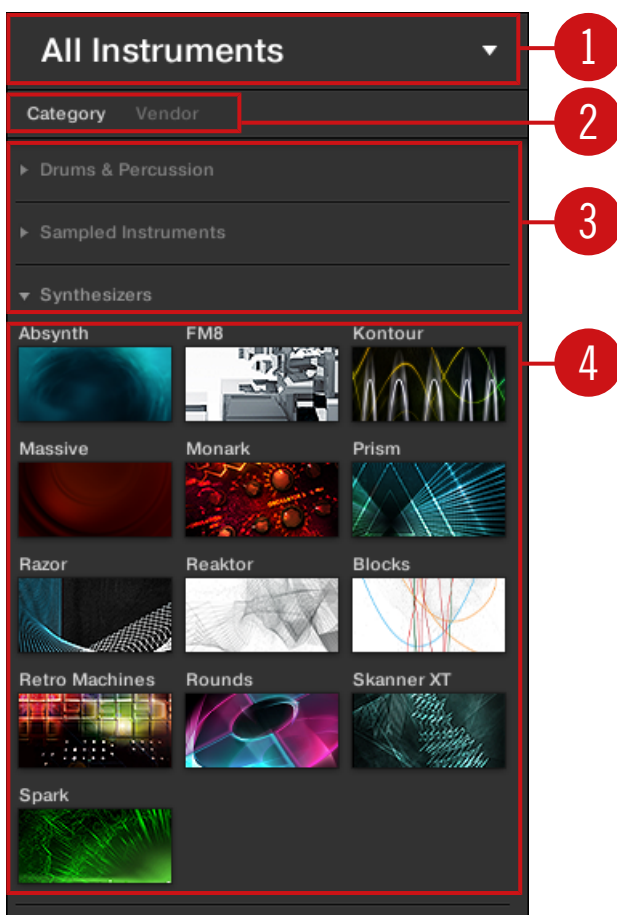 All Instruments
1
Category Vendor
2
Drums & Percussion
Sampled Instruments
3
Synthesizers
Absynth FM8 Kontour
4
Massive Monark Prism
Razor Reaktor Blocks
Retro Machines Rounds Skanner XT
Spark